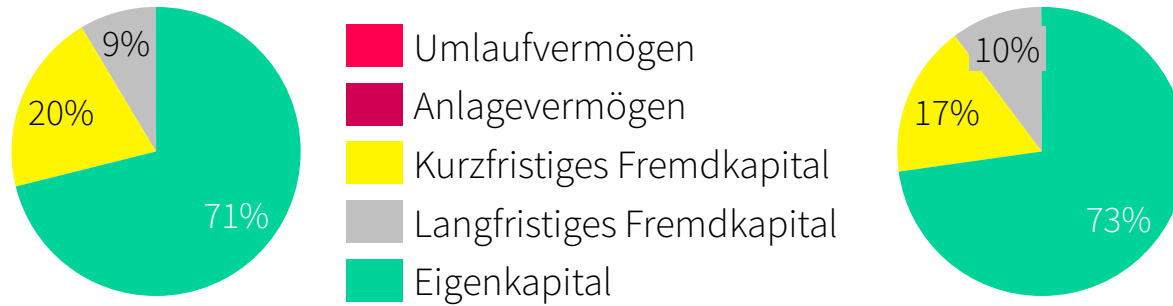 9%
20%
71%
Umlaufvermögen
Anlagevermögen
Kurzfristiges Fremdkapital
Langfristiges Fremdkapital
Eigenkapital
10%
17%
73%